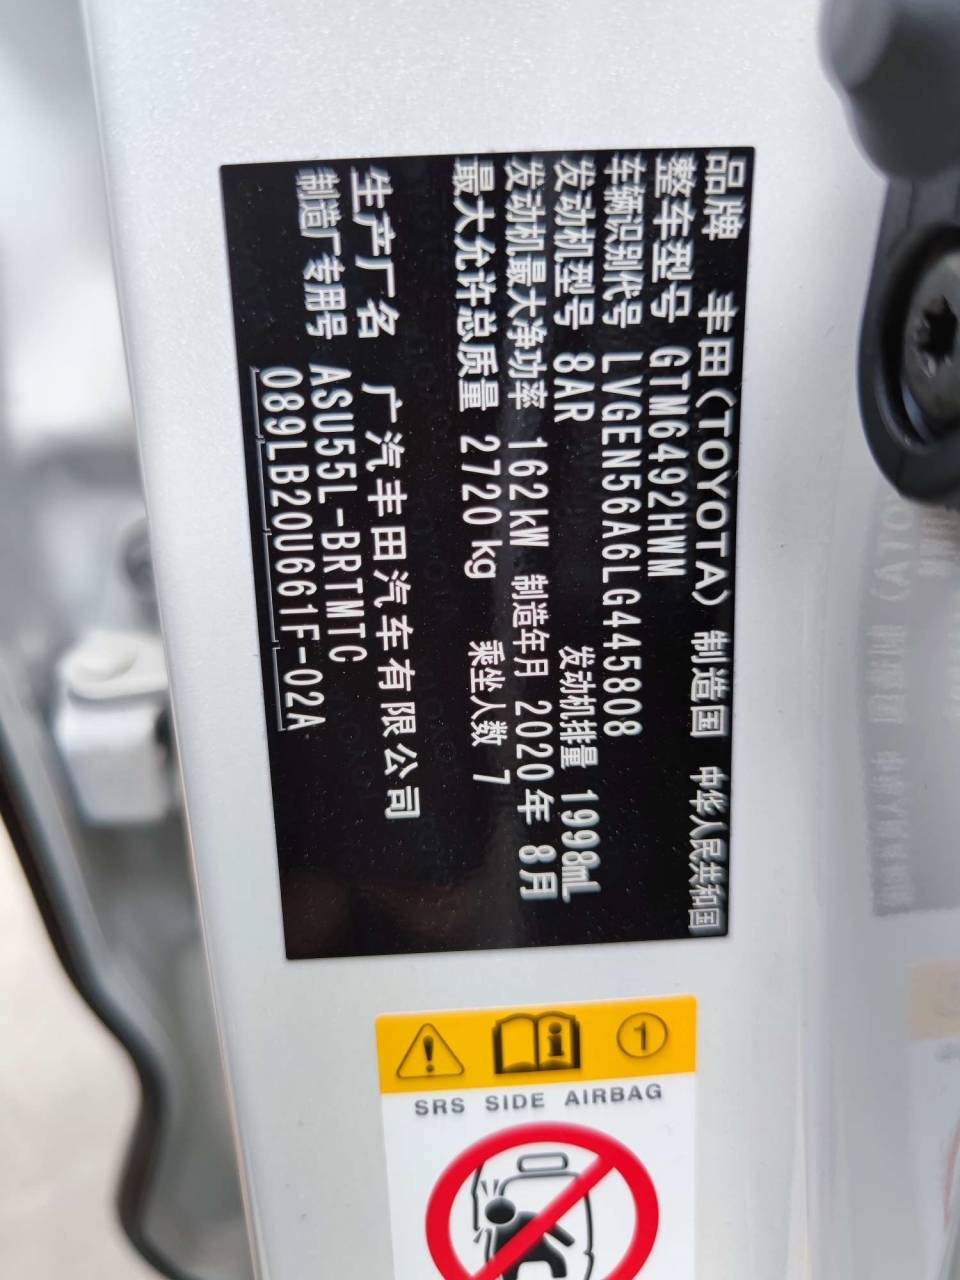 品牌 丰田(TOYOTA) 制造国 中华人民共和国
整车型号 GTM6492HWM
车辆识别代号 LVGEN56A6LG445808
发动机型号 8AR 发动机排量 1998mL
发动机最大净功率 162kW 制造年月 2020年 8月
最大允许总质量 2720kg 乘坐人数 7
生产厂名 广汽丰田汽车有限公司
制造厂专用号 ASU55L-BRTMTC
089LB20U661F-02A
1
SRS SIDE AIRBAG